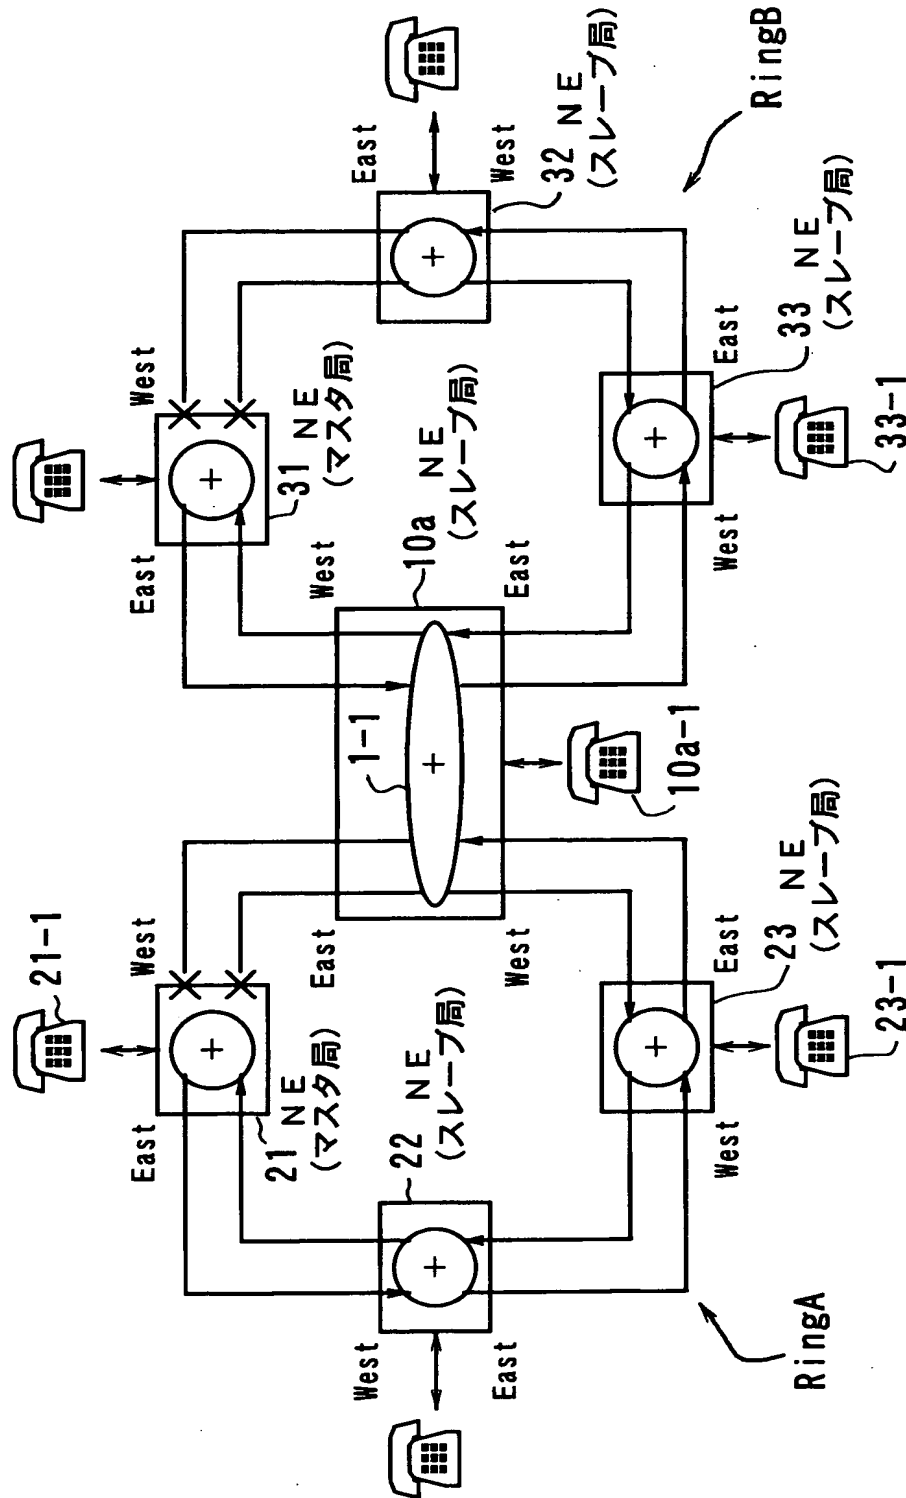 21-1
East
West
21 NE
(マスタ局)
West
22 NE
(スレーブ局)
East
West
East
23 NE
(スレーブ局)
23-1
RingA
East
West
1-1
10a NE
(スレーブ局)
West
East
10a-1
East
West
31 NE
(マスタ局)
East
West
32 NE
(スレーブ局)
West
East
33 NE
(スレーブ局)
33-1
RingB